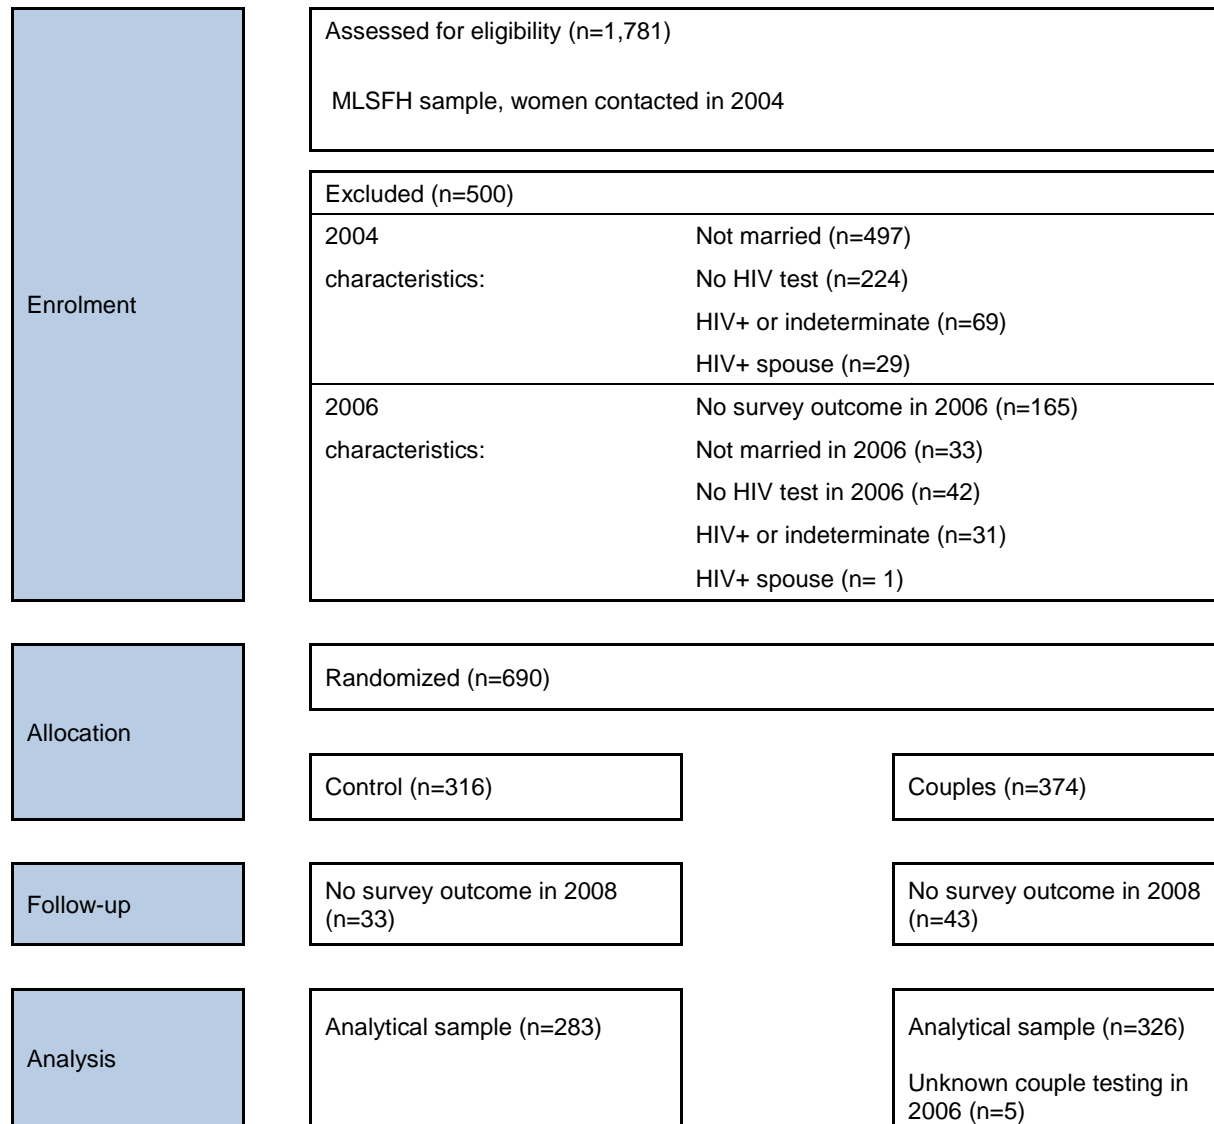 Enrolment
Assessed for eligibility (n=1,781)
MLSFH sample, women contacted in 2004
Excluded (n=500)
2004
characteristics:
Not married (n=497)
No HIV test (n=224)
HIV+ or indeterminate (n=69)
HIV+ spouse (n=29)
2006
characteristics:
No survey outcome in 2006 (n=165)
Not married in 2006 (n=33)
No HIV test in 2006 (n=42)
HIV+ or indeterminate (n=31)
HIV+ spouse (n= 1)
Allocation
Randomized (n=690)
Control (n=316)
Couples (n=374)
Follow-up
No survey outcome in 2008
(n=33)
No survey outcome in 2008
(n=43)
Analysis
Analytical sample (n=283)
Analytical sample (n=326)
Unknown couple testing in
2006 (n=5)